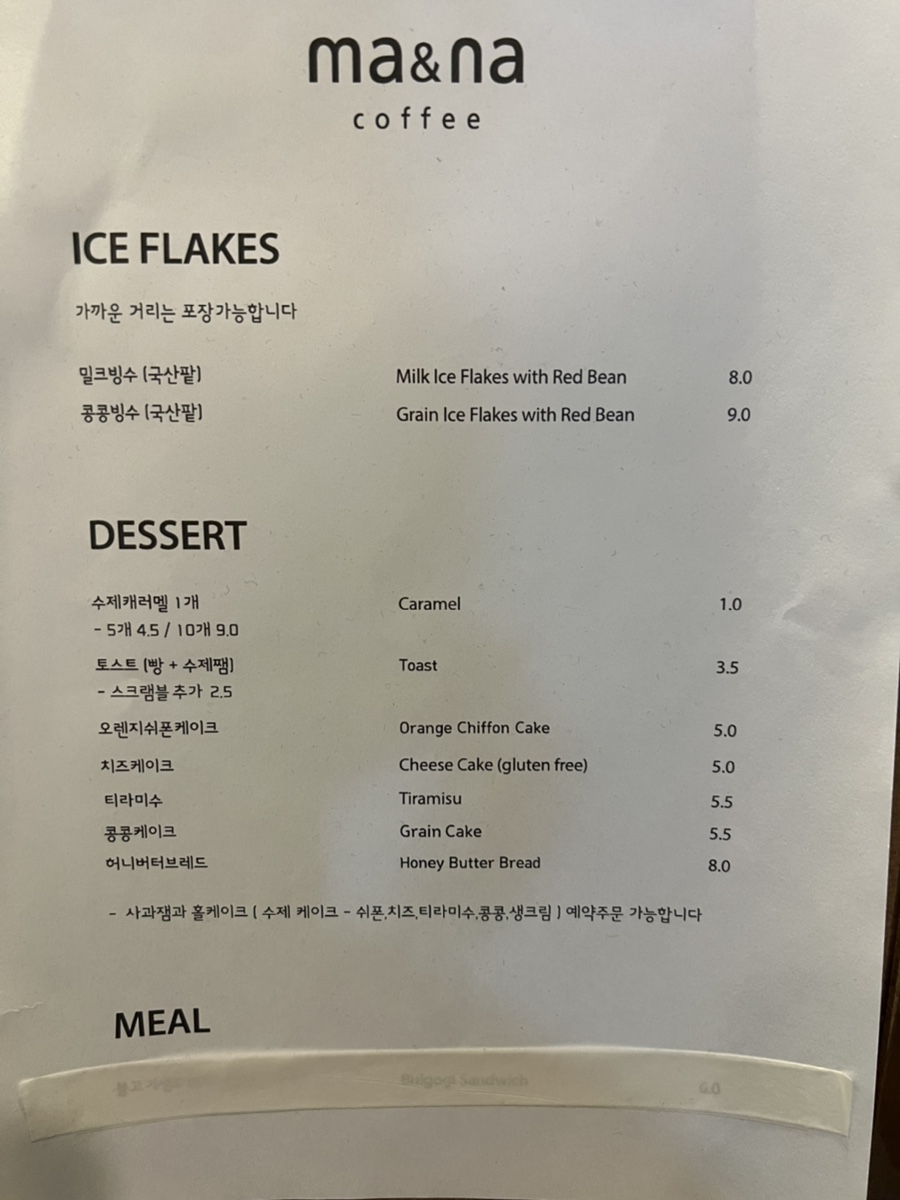 ma&na
coffee
ICE FLAKES
가까운 거리는 포장가능합니다
밀크빙수 (국산팥) Milk Ice Flakes with Red Bean 8.0
콩콩빙수 (국산팥) Grain Ice Flakes with Red Bean 9.0
DESSERT
수제캐러멜 1개 Caramel 1.0
- 5개 4.5 / 10개 9.0
토스트 (빵 + 수제쨈) Toast 3.5
- 스크램블 추가 2.5
오렌지쉬폰케이크 Orange Chiffon Cake 5.0
치즈케이크 Cheese Cake (gluten free) 5.0
티라미수 Tiramisu 5.5
콩콩케이크 Grain Cake 5.5
허니버터브레드 Honey Butter Bread 8.0
- 사과잼과 홀케이크 ( 수제 케이크 - 쉬폰,치즈,티라미수,콩콩,생크림 ) 예약주문 가능합니다
MEAL
Bulgogi Sandwich